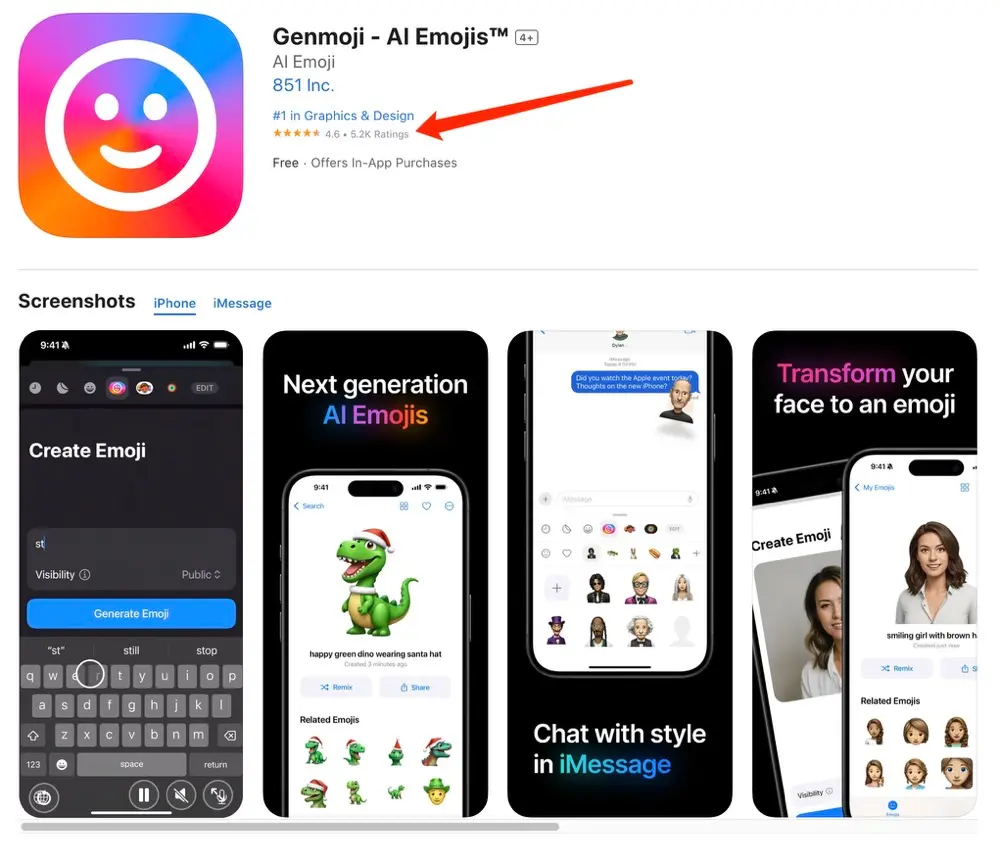 Genmoji - AI Emojis™ 4+
AI Emoji
851 Inc.
#1 in Graphics & Design
4.6 • 5.2K Ratings
Free · Offers In-App Purchases
Screenshots iPhone iMessage
9:41
EDIT
Create Emoji
st
Visibility
Public
Generate Emoji
"st" still stop
q w e r t y u i o p
a s d f g h j k l
z x c v b n m
123 space return
Next generation
AI Emojis
9:41
Search
happy green dino wearing santa hat
Created 3 minutes ago
Remix Share
Related Emojis
Dylan
iMessage
Did you watch the Apple event today?
Thoughts on the new iPhone?
Message
EDIT
Chat with style
in iMessage
Transform your
face to an emoji
9:41
Create Emoji
Visibility
9:41
My Emojis
smiling girl with brown h
Created just now
Remix S
Related Emojis
Emojis